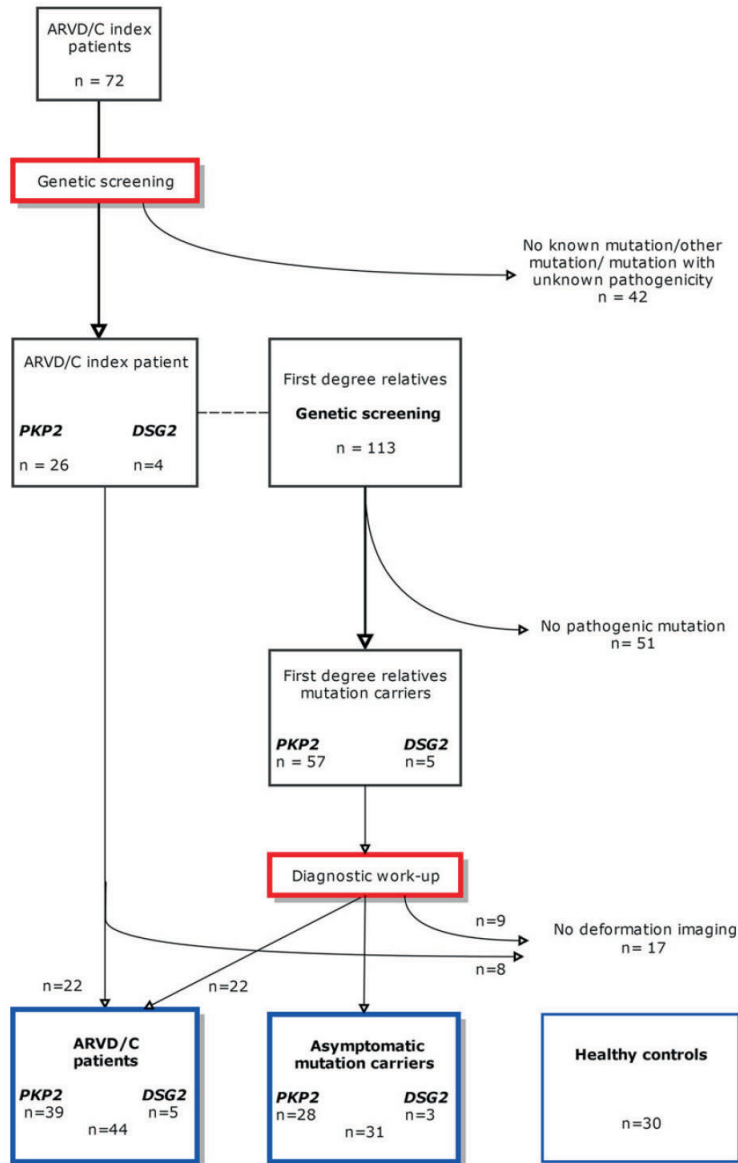 ARVD/C index
patients
n = 72
Genetic screening
No known mutation/other
mutation/ mutation with
unknown pathogenicity
n = 42
ARVD/C index patient
PKP2 DSG2
n = 26 n=4
First degree relatives
Genetic screening
n = 113
No pathogenic mutation
n= 51
First degree relatives
mutation carriers
PKP2 DSG2
n = 57 n=5
Diagnostic work-up
n=9
No deformation imaging
n= 17
n=8
n=22 n=22
ARVD/C
patients
PKP2 DSG2
n=39 n=5
n=44
Asymptomatic
mutation carriers
PKP2 DSG2
n=28 n=3
n=31
Healthy controls
n=30